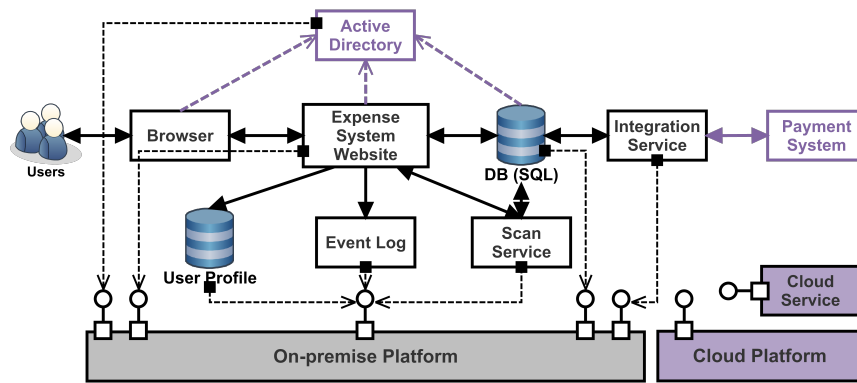 Active
Directory
Browser
Expense
System
Website
DB (SQL)
Integration
Service
Payment
System
Users
User Profile
Event Log
Scan
Service
Cloud
Service
On-premise Platform
Cloud Platform